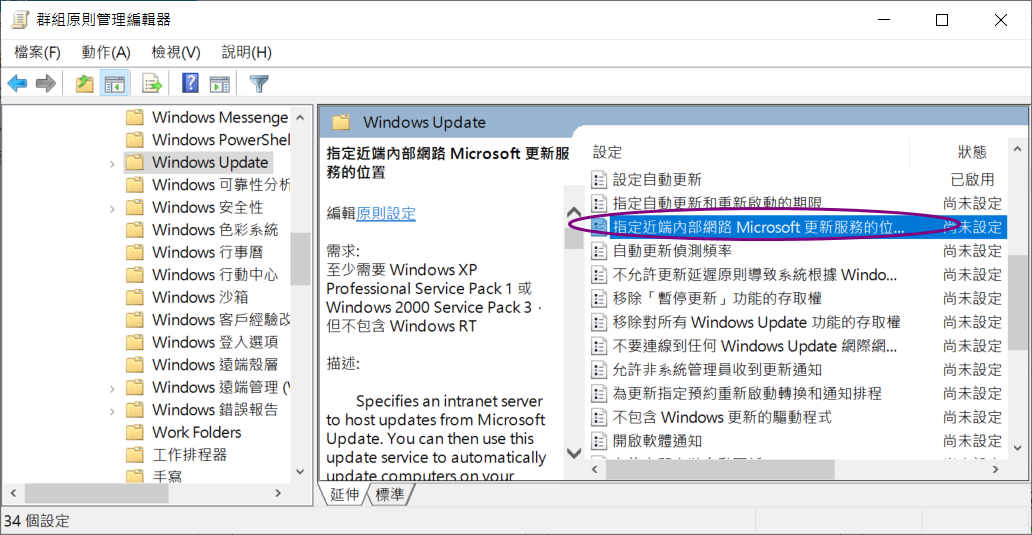 群組原則管理編輯器
檔案(F) 動作(A) 檢視(V) 說明(H)
Windows Messenge
Windows PowerShel
Windows Update
Windows 可靠性分析
Windows 安全性
Windows 色彩系統
Windows 行事曆
Windows 行動中心
Windows 沙箱
Windows 客戶經驗改
Windows 登入選項
Windows 遠端殼層
Windows 遠端管理 (
Windows 錯誤報告
Work Folders
工作排程器
手寫
Windows Update
指定近端內部網路 Microsoft 更新服
務的位置
編輯原則設定
需求:
至少需要 Windows XP
Professional Service Pack 1 或
Windows 2000 Service Pack 3，
但不包含 Windows RT
描述:
Specifies an intranet server
to host updates from Microsoft
Update. You can then use this
update service to automatically
update computers on your
設定 狀態
設定自動更新 已啟用
指定自動更新和重新啟動的期限 尚未設定
指定近端內部網路 Microsoft 更新服務的位... 尚未設定
自動更新偵測頻率 尚未設定
不允許更新延遲原則導致系統根據 Windo... 尚未設定
移除「暫停更新」功能的存取權 尚未設定
移除對所有 Windows Update 功能的存取權 尚未設定
不要連線到任何 Windows Update 網際網... 尚未設定
允許非系統管理員收到更新通知 尚未設定
為更新指定預約重新啟動轉換和通知排程 尚未設定
不包含 Windows 更新的驅動程式 尚未設定
開啟軟體通知 尚未設定
延伸 標準
34 個設定